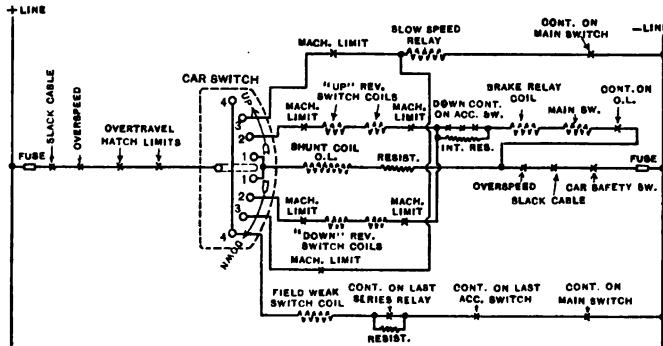 + LINE
- LINE
SLOW SPEED
RELAY
CONT. ON
MAIN SWITCH
MACH. LIMIT
CAR SWITCH
"UP" REV.
SWITCH COILS
MACH.
LIMIT
MACH.
LIMIT
DOWN CONT.
ON ACC. SW.
BRAKE RELAY
COIL
MAIN SW.
CONT. ON
O.L.
SLACK CABLE
OVERSPEED
OVERTRAVEL
HATCH LIMITS
UP
4
3
2
1
1
2
3
4
DOWN
INT. RES.
SHUNT COIL
O.L.
RESIST.
FUSE
FUSE
OVERSPEED
SLACK CABLE
CAR SAFETY SW.
MACH.
LIMIT
MACH.
LIMIT
"DOWN" REV.
SWITCH COILS
MACH. LIMIT
FIELD WEAK
SWITCH COIL
CONT. ON LAST
SERIES RELAY
CONT. ON LAST
ACC. SWITCH
CONT. ON
MAIN SWITCH
RESIST.